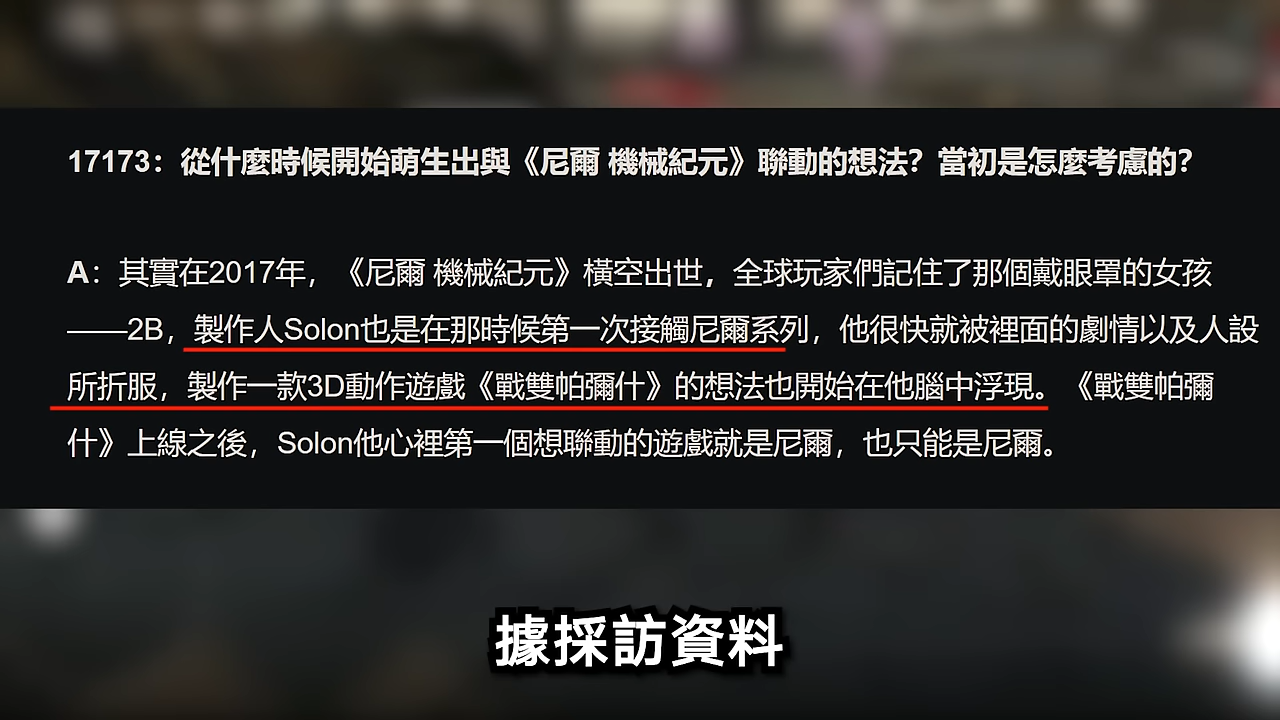 17173：從什麼時候開始萌生出與《尼爾 機械紀元》聯動的想法？當初是怎麼考慮的？
A：其實在2017年，《尼爾 機械紀元》橫空出世，全球玩家們記住了那個戴眼罩的女孩
——2B，製作人Solon也是在那時候第一次接觸尼爾系列，他很快就被裡面的劇情以及人設
所折服，製作一款3D動作遊戲《戰雙帕彌什》的想法也開始在他腦中浮現。《戰雙帕彌
什》上線之後，Solon他心裡第一個想聯動的遊戲就是尼爾，也只能是尼爾。
據採訪資料